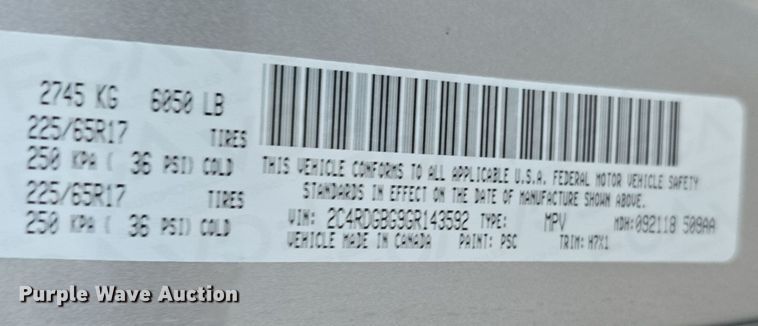 2745 KG 6050 LB
225/65R17 TIRES
250 KPA ( 36 PSI) COLD
225/65R17 TIRES
250 KPA ( 36 PSI) COLD
THIS VEHICLE CONFORMS TO ALL APPLICABLE U.S.A. FEDERAL MOTOR VEHICLE SAFETY
STANDARDS IN EFFECT ON THE DATE OF MANUFACTURE SHOWN ABOVE.
VIN: 2C4RDGBG9GR143592 TYPE: MPV MDH:092118 509AA
VEHICLE MADE IN CANADA PAINT: PSC TRIM: H7X1
Purple Wave Auction